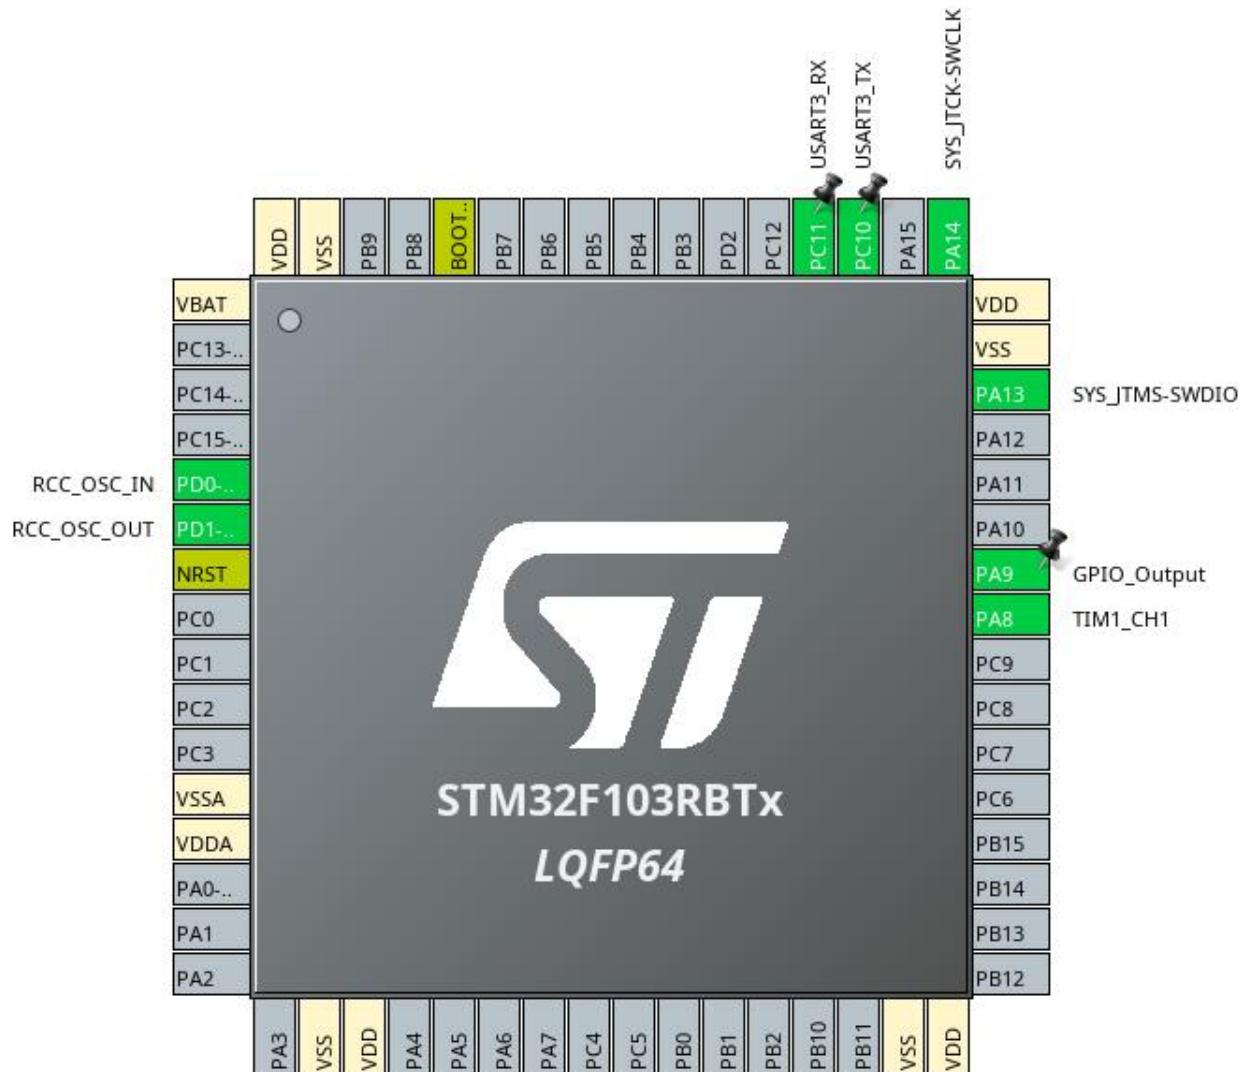 USART3_RX
USART3_TX
SYS_JTCK-SWCLK
VDD
VSS
PB9
PB8
BOOT..
PB7
PB6
PB5
PB4
PB3
PD2
PC12
PC11
PC10
PA15
PA14
VBAT
PC13-..
PC14-..
PC15-..
RCC_OSC_IN PD0-..
RCC_OSC_OUT PD1-..
NRST
PC0
PC1
PC2
PC3
VSSA
VDDA
PA0-..
PA1
PA2
VDD
VSS
PA13 SYS_JTMS-SWDIO
PA12
PA11
PA10
PA9 GPIO_Output
PA8 TIM1_CH1
PC9
PC8
PC7
PC6
PB15
PB14
PB13
PB12
ST
STM32F103RBTx
LQFP64
PA3
VSS
VDD
PA4
PA5
PA6
PA7
PC4
PC5
PB0
PB1
PB2
PB10
PB11
VSS
VDD